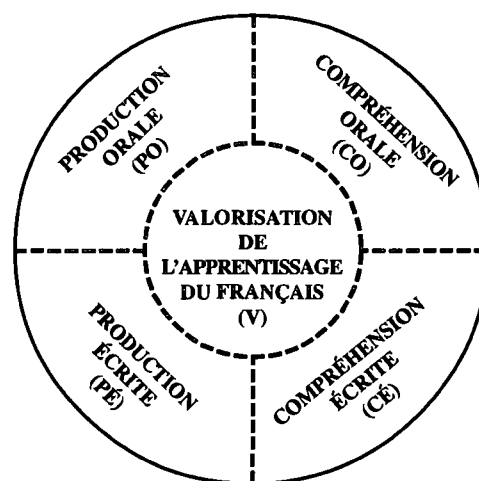 PRODUCTION
ORALE
(PO)
COMPRÉHENSION
ORALE
(CO)
VALORISATION
DE
L'APPRENTISSAGE
DU FRANÇAIS
(V)
PRODUCTION
ÉCRITE
(PÉ)
COMPRÉHENSION
ÉCRITE
(CÉ)